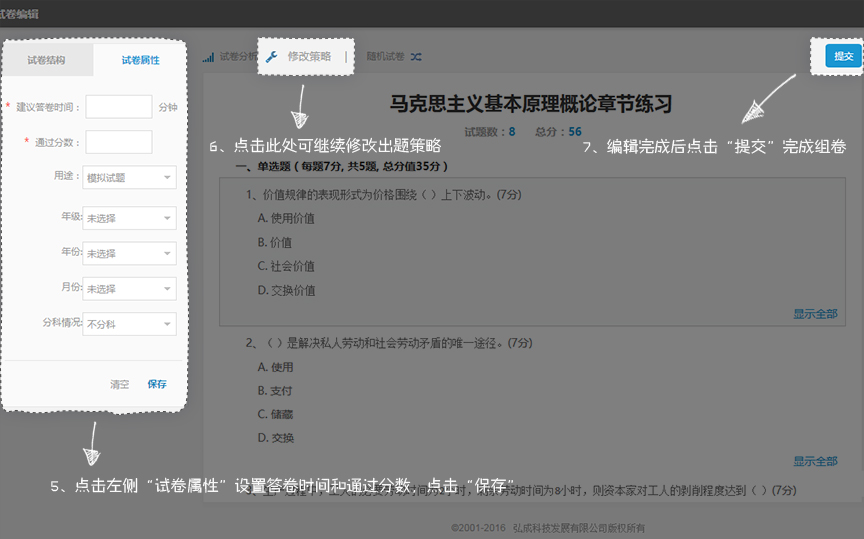 试卷编辑
试卷结构 试卷属性
* 建议答卷时间： 分钟
* 通过分数：
用途： 模拟试题
年级: 未选择
年份: 未选择
月份: 未选择
分科情况: 不分科
清空 保存
试卷分析 修改策略 | 随机试卷
提交
马克思主义基本原理概论章节练习
试题数：8 总分：56
6、点击此处可继续修改出题策略
7、编辑完成后点击“提交”完成组卷
一、单选题（每题7分, 共5题, 总分值35分）
1、价值规律的表现形式为价格围绕（ ）上下波动。(7分)
A. 使用价值
B. 价值
C. 社会价值
D. 交换价值
显示全部
2、（ ）是解决私人劳动和社会劳动矛盾的唯一途径。(7分)
A. 使用
B. 支付
C. 储藏
D. 交换
显示全部
5、点击左侧“试卷属性”设置答卷时间和通过分数，点击“保存”
时间为8小时，则资本家对工人的剥削程度达到（ ）(7分)
©2001-2016 弘成科技发展有限公司版权所有